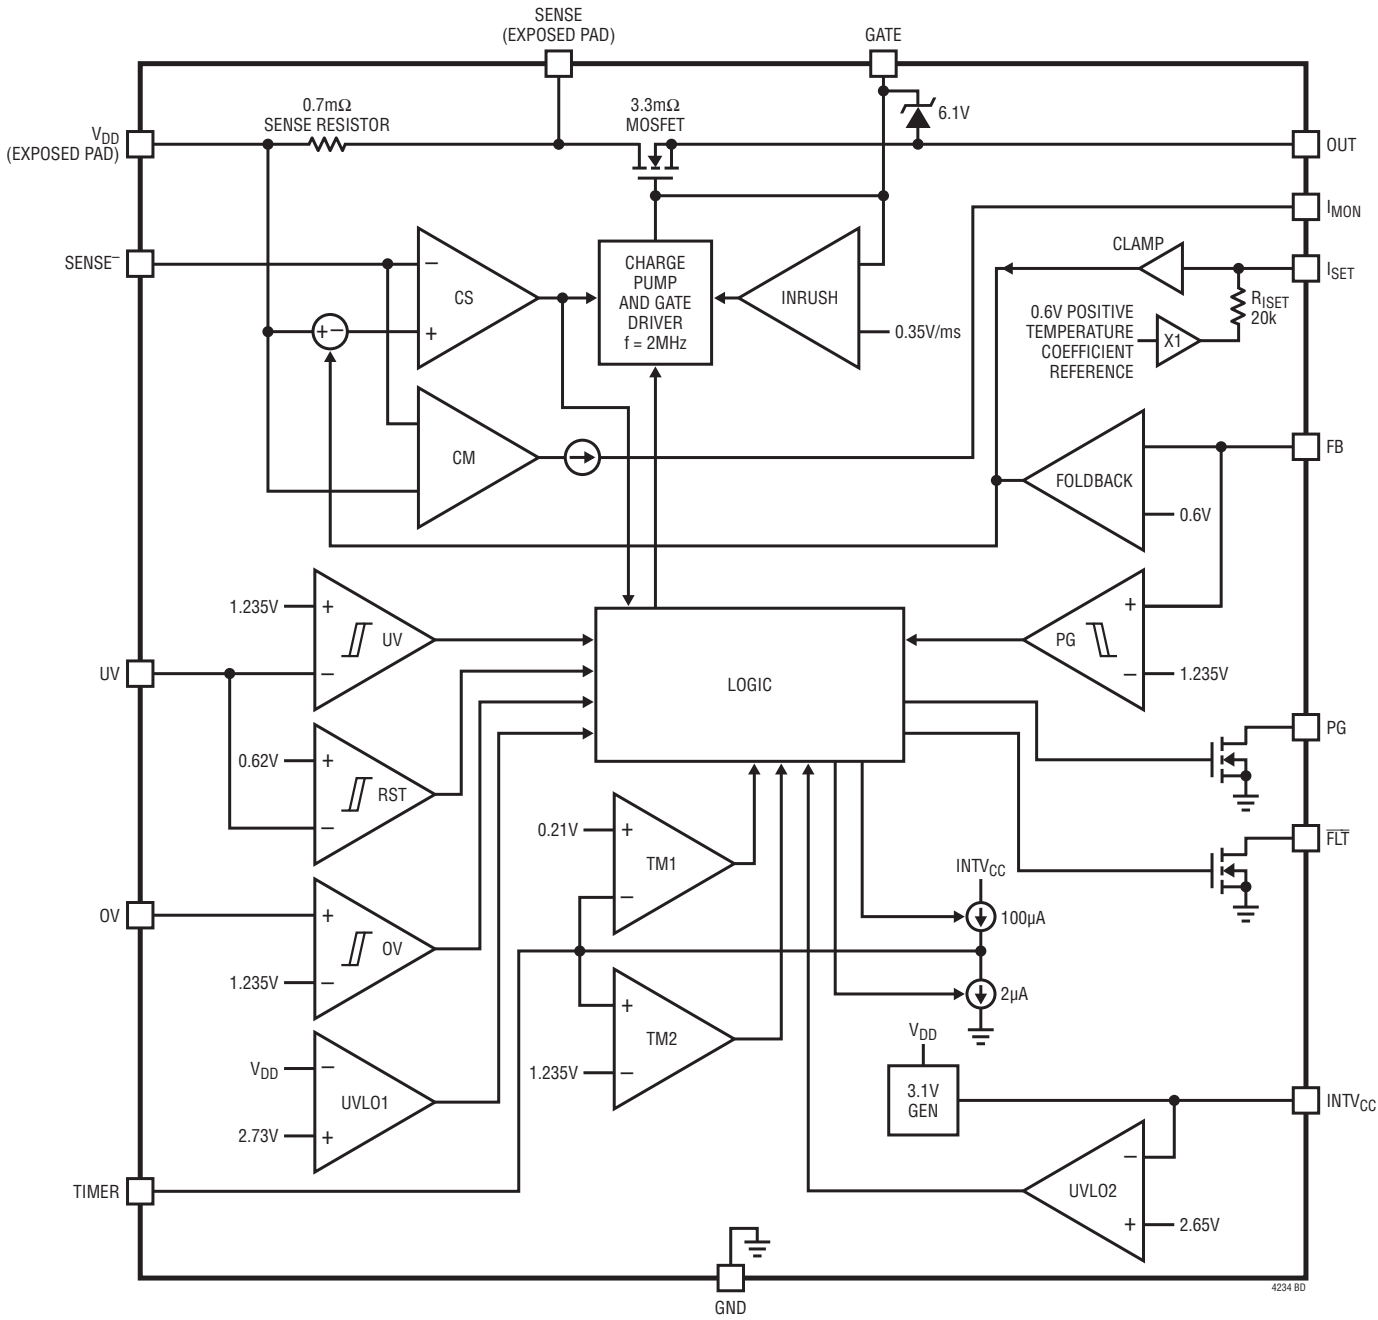 SENSE
(EXPOSED PAD)
GATE
0.7mΩ
SENSE RESISTOR
3.3mΩ
MOSFET
6.1V
VDD
(EXPOSED PAD)
OUT
IMON
CLAMP
SENSE–
ISET
–
CS
+
CHARGE
PUMP
AND GATE
DRIVER
f = 2MHz
INRUSH
0.35V/ms
RISET
20k
0.6V POSITIVE
TEMPERATURE
COEFFICIENT
REFERENCE
X1
+–
CM
FB
FOLDBACK
0.6V
1.235V
+
UV
–
UV
LOGIC
+
PG
–
1.235V
PG
0.62V
+
RST
–
0.21V
+
TM1
–
FLT
INTVCC
100µA
2µA
OV
+
OV
1.235V
–
+
TM2
1.235V
–
VDD
–
UVLO1
2.73V
+
VDD
3.1V
GEN
INTVCC
–
UVLO2
+
2.65V
TIMER
GND
4234 BD